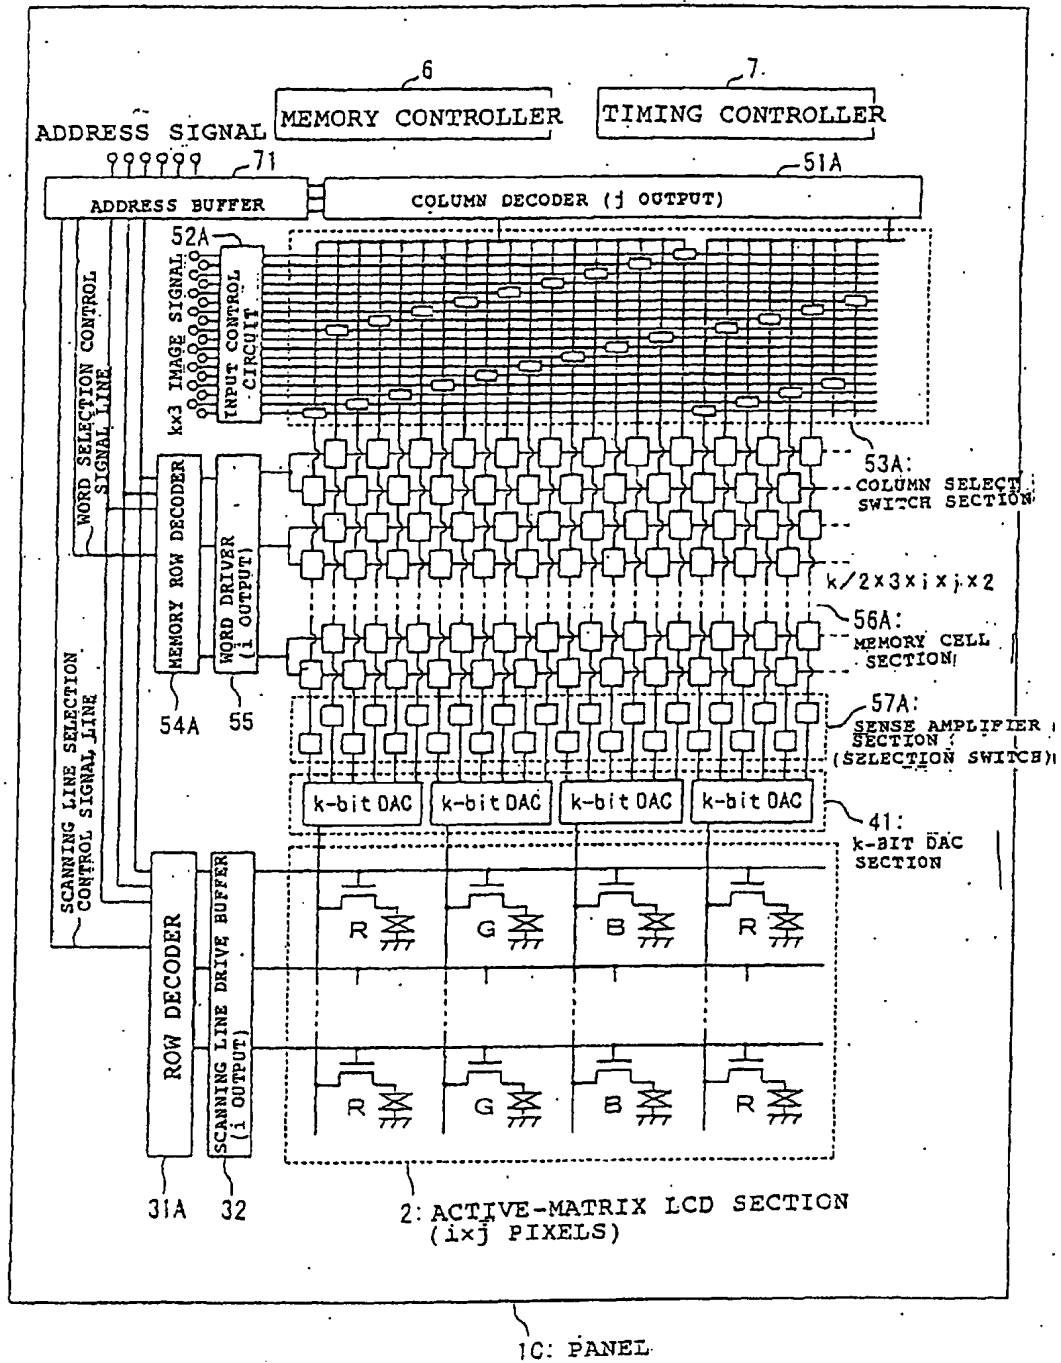 6
7
MEMORY CONTROLLER
TIMING CONTROLLER
ADDRESS SIGNAL
71
51A
ADDRESS BUFFER
COLUMN DECODER (j OUTPUT)
52A
k×3 IMAGE SIGNAL
INPUT CONTROL
CIRCUIT
WORD SELECTION CONTROL
SIGNAL LINE
53A:
COLUMN SELECT
SWITCH SECTION
MEMORY ROW DECODER
WORD DRIVER
(i OUTPUT)
k/2×3×i×j×2
56A:
MEMORY CELL
SECTION
54A
55
57A:
SENSE AMPLIFIER
SECTION
(SELECTION SWITCH)
SCANNING LINE SELECTION
CONTROL SIGNAL LINE
k-bit DAC
k-bit DAC
k-bit DAC
k-bit DAC
41:
k-BIT DAC
SECTION
ROW DECODER
SCANNING LINE DRIVE BUFFER
(i OUTPUT)
R
G
B
R
R
G
B
R
31A
32
2: ACTIVE-MATRIX LCD SECTION
(i×j PIXELS)
1C: PANEL